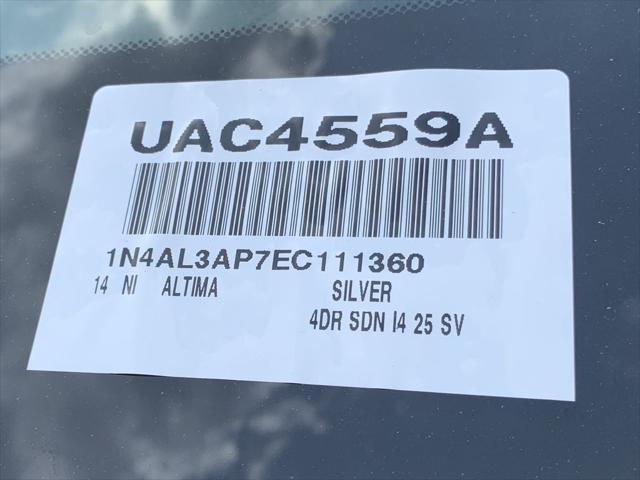 UAC4559A
1N4AL3AP7EC111360
14 NI ALTIMA SILVER
4DR SDN I4 25 SV